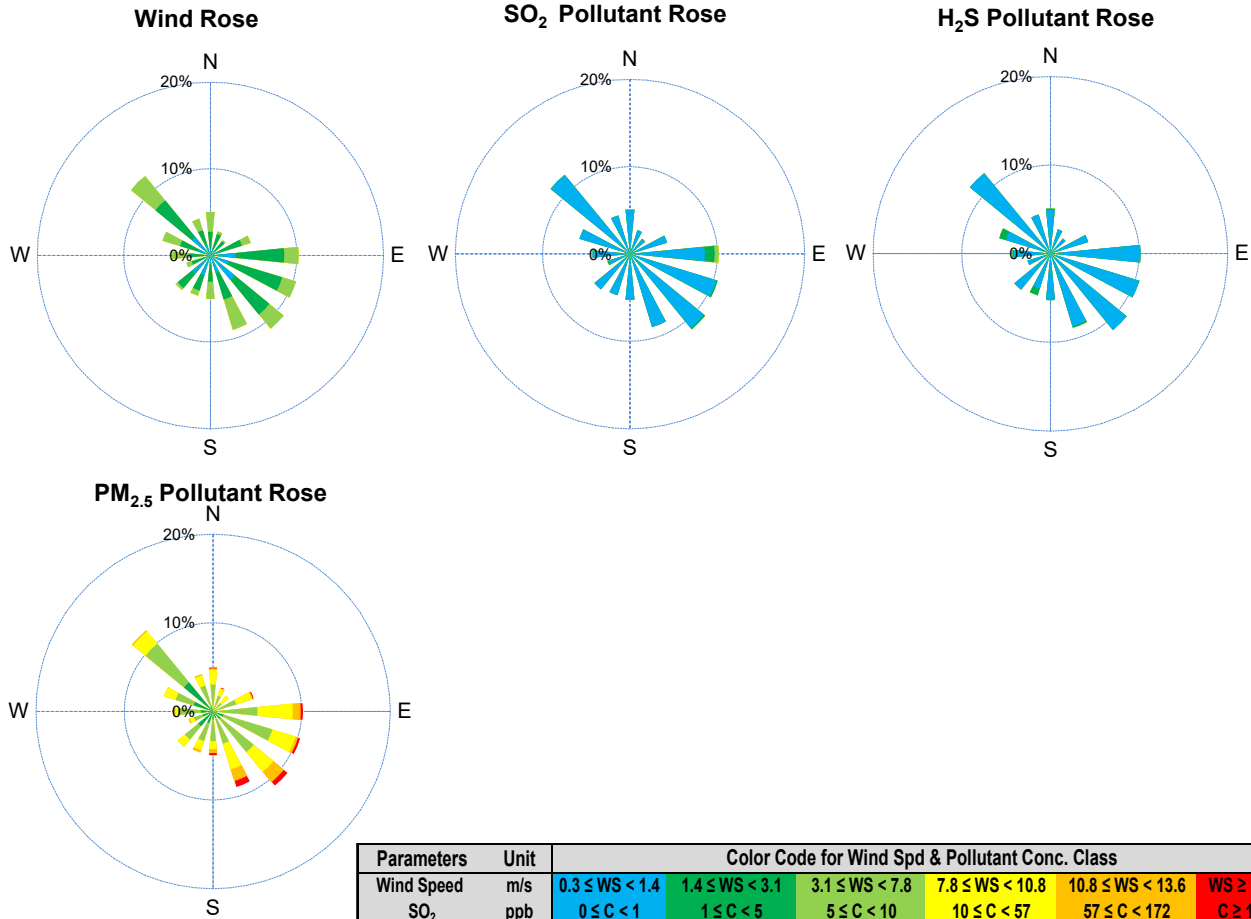 Wind Rose
SO₂ Pollutant Rose
H₂S Pollutant Rose
N
20%
10%
0%
W
E
S
N
20%
10%
0%
W
E
S
N
20%
10%
0%
W
E
S
PM₂.₅ Pollutant Rose
N
20%
10%
0%
W
E
S
Parameters Unit Color Code for Wind Spd & Pollutant Conc. Class
Wind Speed m/s 0.3 ≤ WS < 1.4 1.4 ≤ WS < 3.1 3.1 ≤ WS < 7.8 7.8 ≤ WS < 10.8 10.8 ≤ WS < 13.6 WS ≥
SO₂ ppb 0 ≤ C < 1 1 ≤ C < 5 5 ≤ C < 10 10 ≤ C < 57 57 ≤ C < 172 C ≥